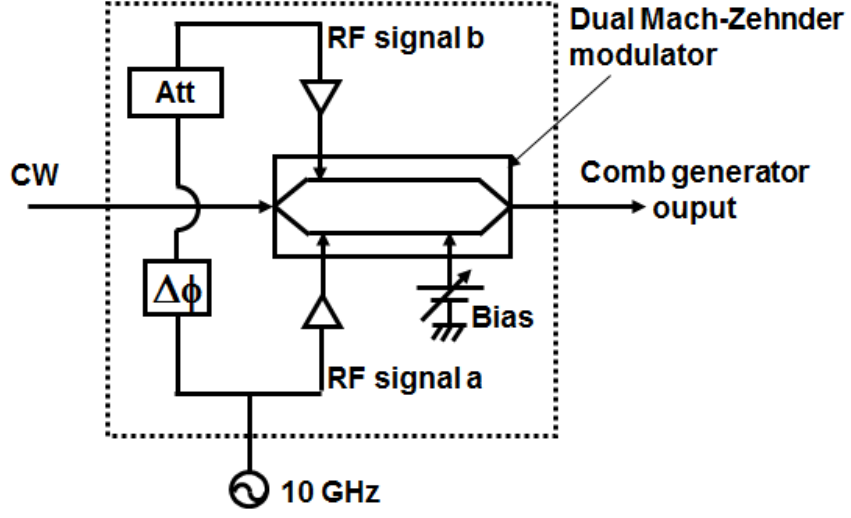 RF signal b
Dual Mach-Zehnder
modulator
Att
CW
Comb generator
ouput
Δϕ
Bias
RF signal a
10 GHz